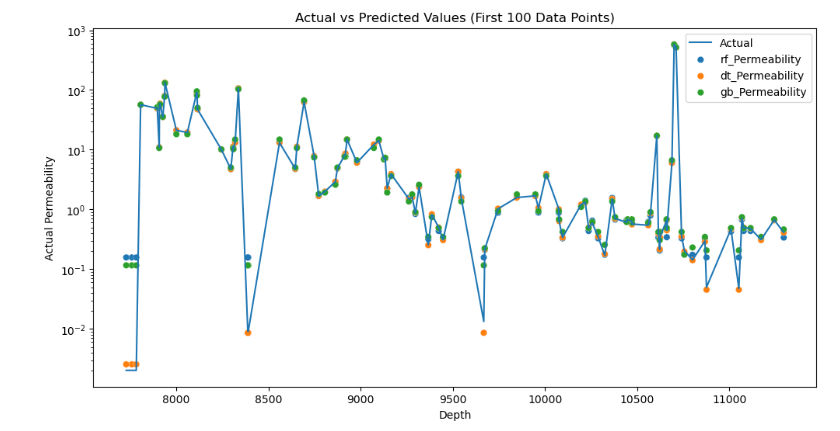 Actual vs Predicted Values (First 100 Data Points)
Actual
rf_Permeability
dt_Permeability
gb_Permeability
Actual Permeability
10³
10²
10¹
10⁰
10⁻¹
10⁻²
8000 8500 9000 9500 10000 10500 11000
Depth